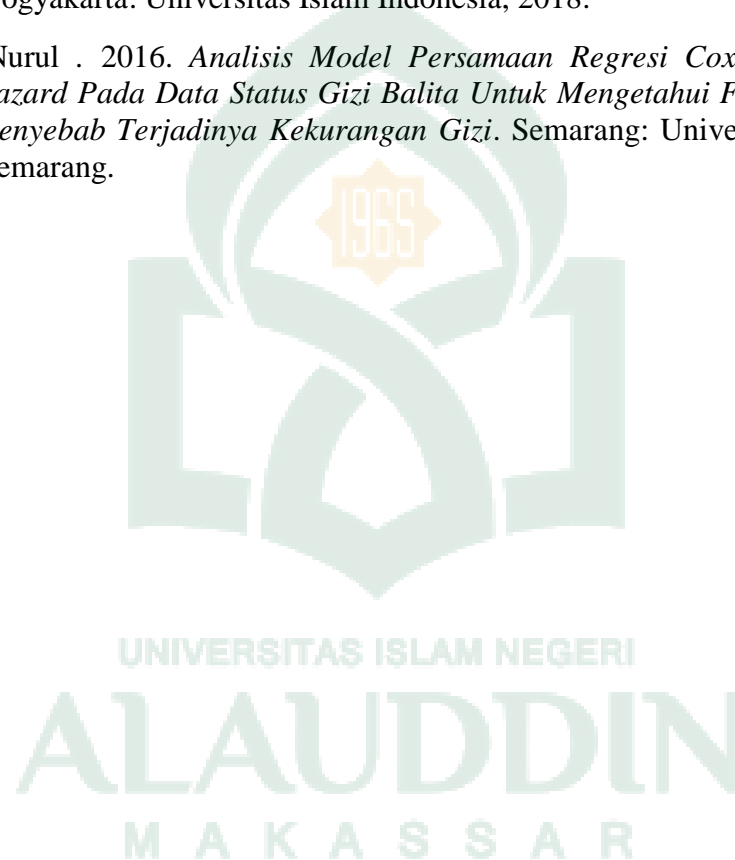 ogyakarta: Universitas Islam Indonesia, 2018.
Nurul . 2016. Analisis Model Persamaan Regresi Cox
azard Pada Data Status Gizi Balita Untuk Mengetahui F
enyebab Terjadinya Kekurangan Gizi. Semarang: Unive
emarang.
1965
UNIVERSITAS ISLAM NEGERI
ALAUDDIN
MAKASSAR